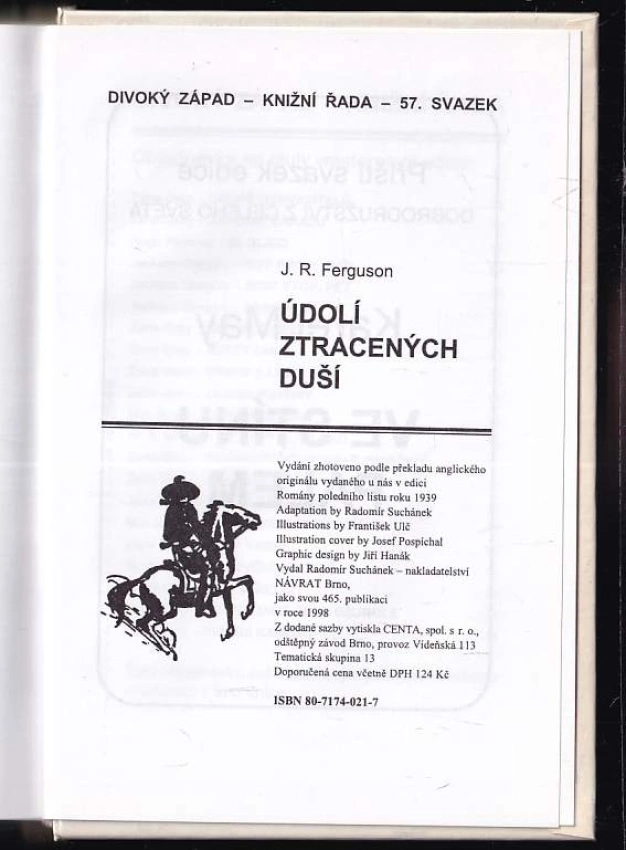 DIVOKÝ ZÁPAD – KNIŽNÍ ŘADA – 57. SVAZEK
J. R. Ferguson
ÚDOLÍ
ZTRACENÝCH
DUŠÍ
Vydání zhotoveno podle překladu anglického
originálu vydaného u nás v edici
Romány poledního listu roku 1939
Adaptation by Radomír Suchánek
Illustrations by František Ulč
Illustration cover by Josef Pospíchal
Graphic design by Jiří Hanák
Vydal Radomír Suchánek – nakladatelství
NÁVRAT Brno,
jako svou 465. publikaci
v roce 1998
Z dodané sazby vytiskla CENTA, spol. s r. o.,
odštěpný závod Brno, provoz Vídeňská 113
Tematická skupina 13
Doporučená cena včetně DPH 124 Kč
ISBN 80-7174-021-7